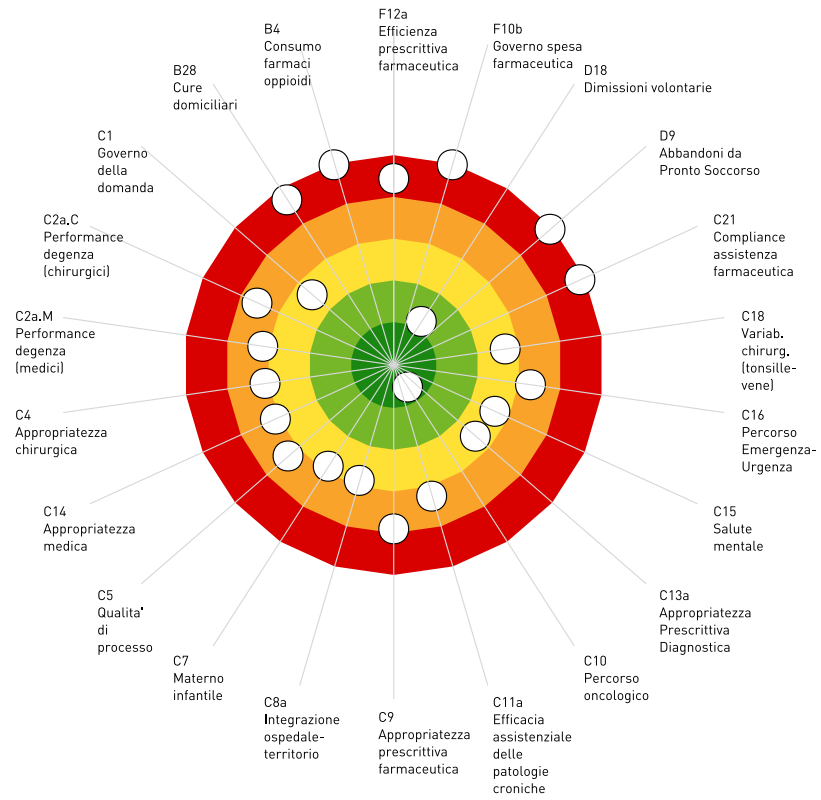 F12a
Efficienza
prescrittiva
farmaceutica
F10b
Governo spesa
farmaceutica
D18
Dimissioni volontarie
D9
Abbandoni da
Pronto Soccorso
C21
Compliance
assistenza
farmaceutica
C18
Variab.
chirurg.
(tonsille-
vene)
C16
Percorso
Emergenza-
Urgenza
C15
Salute
mentale
C13a
Appropriatezza
Prescrittiva
Diagnostica
C10
Percorso
oncologico
C11a
Efficacia
assistenziale
delle
patologie
croniche
C9
Appropriatezza
prescrittiva
farmaceutica
C8a
Integrazione
ospedale-
territorio
C7
Materno
infantile
C5
Qualita'
di
processo
C14
Appropriatezza
medica
C4
Appropriatezza
chirurgica
C2a.M
Performance
degenza
(medici)
C2a.C
Performance
degenza
(chirurgici)
C1
Governo
della
domanda
B28
Cure
domiciliari
B4
Consumo
farmaci
oppioidi